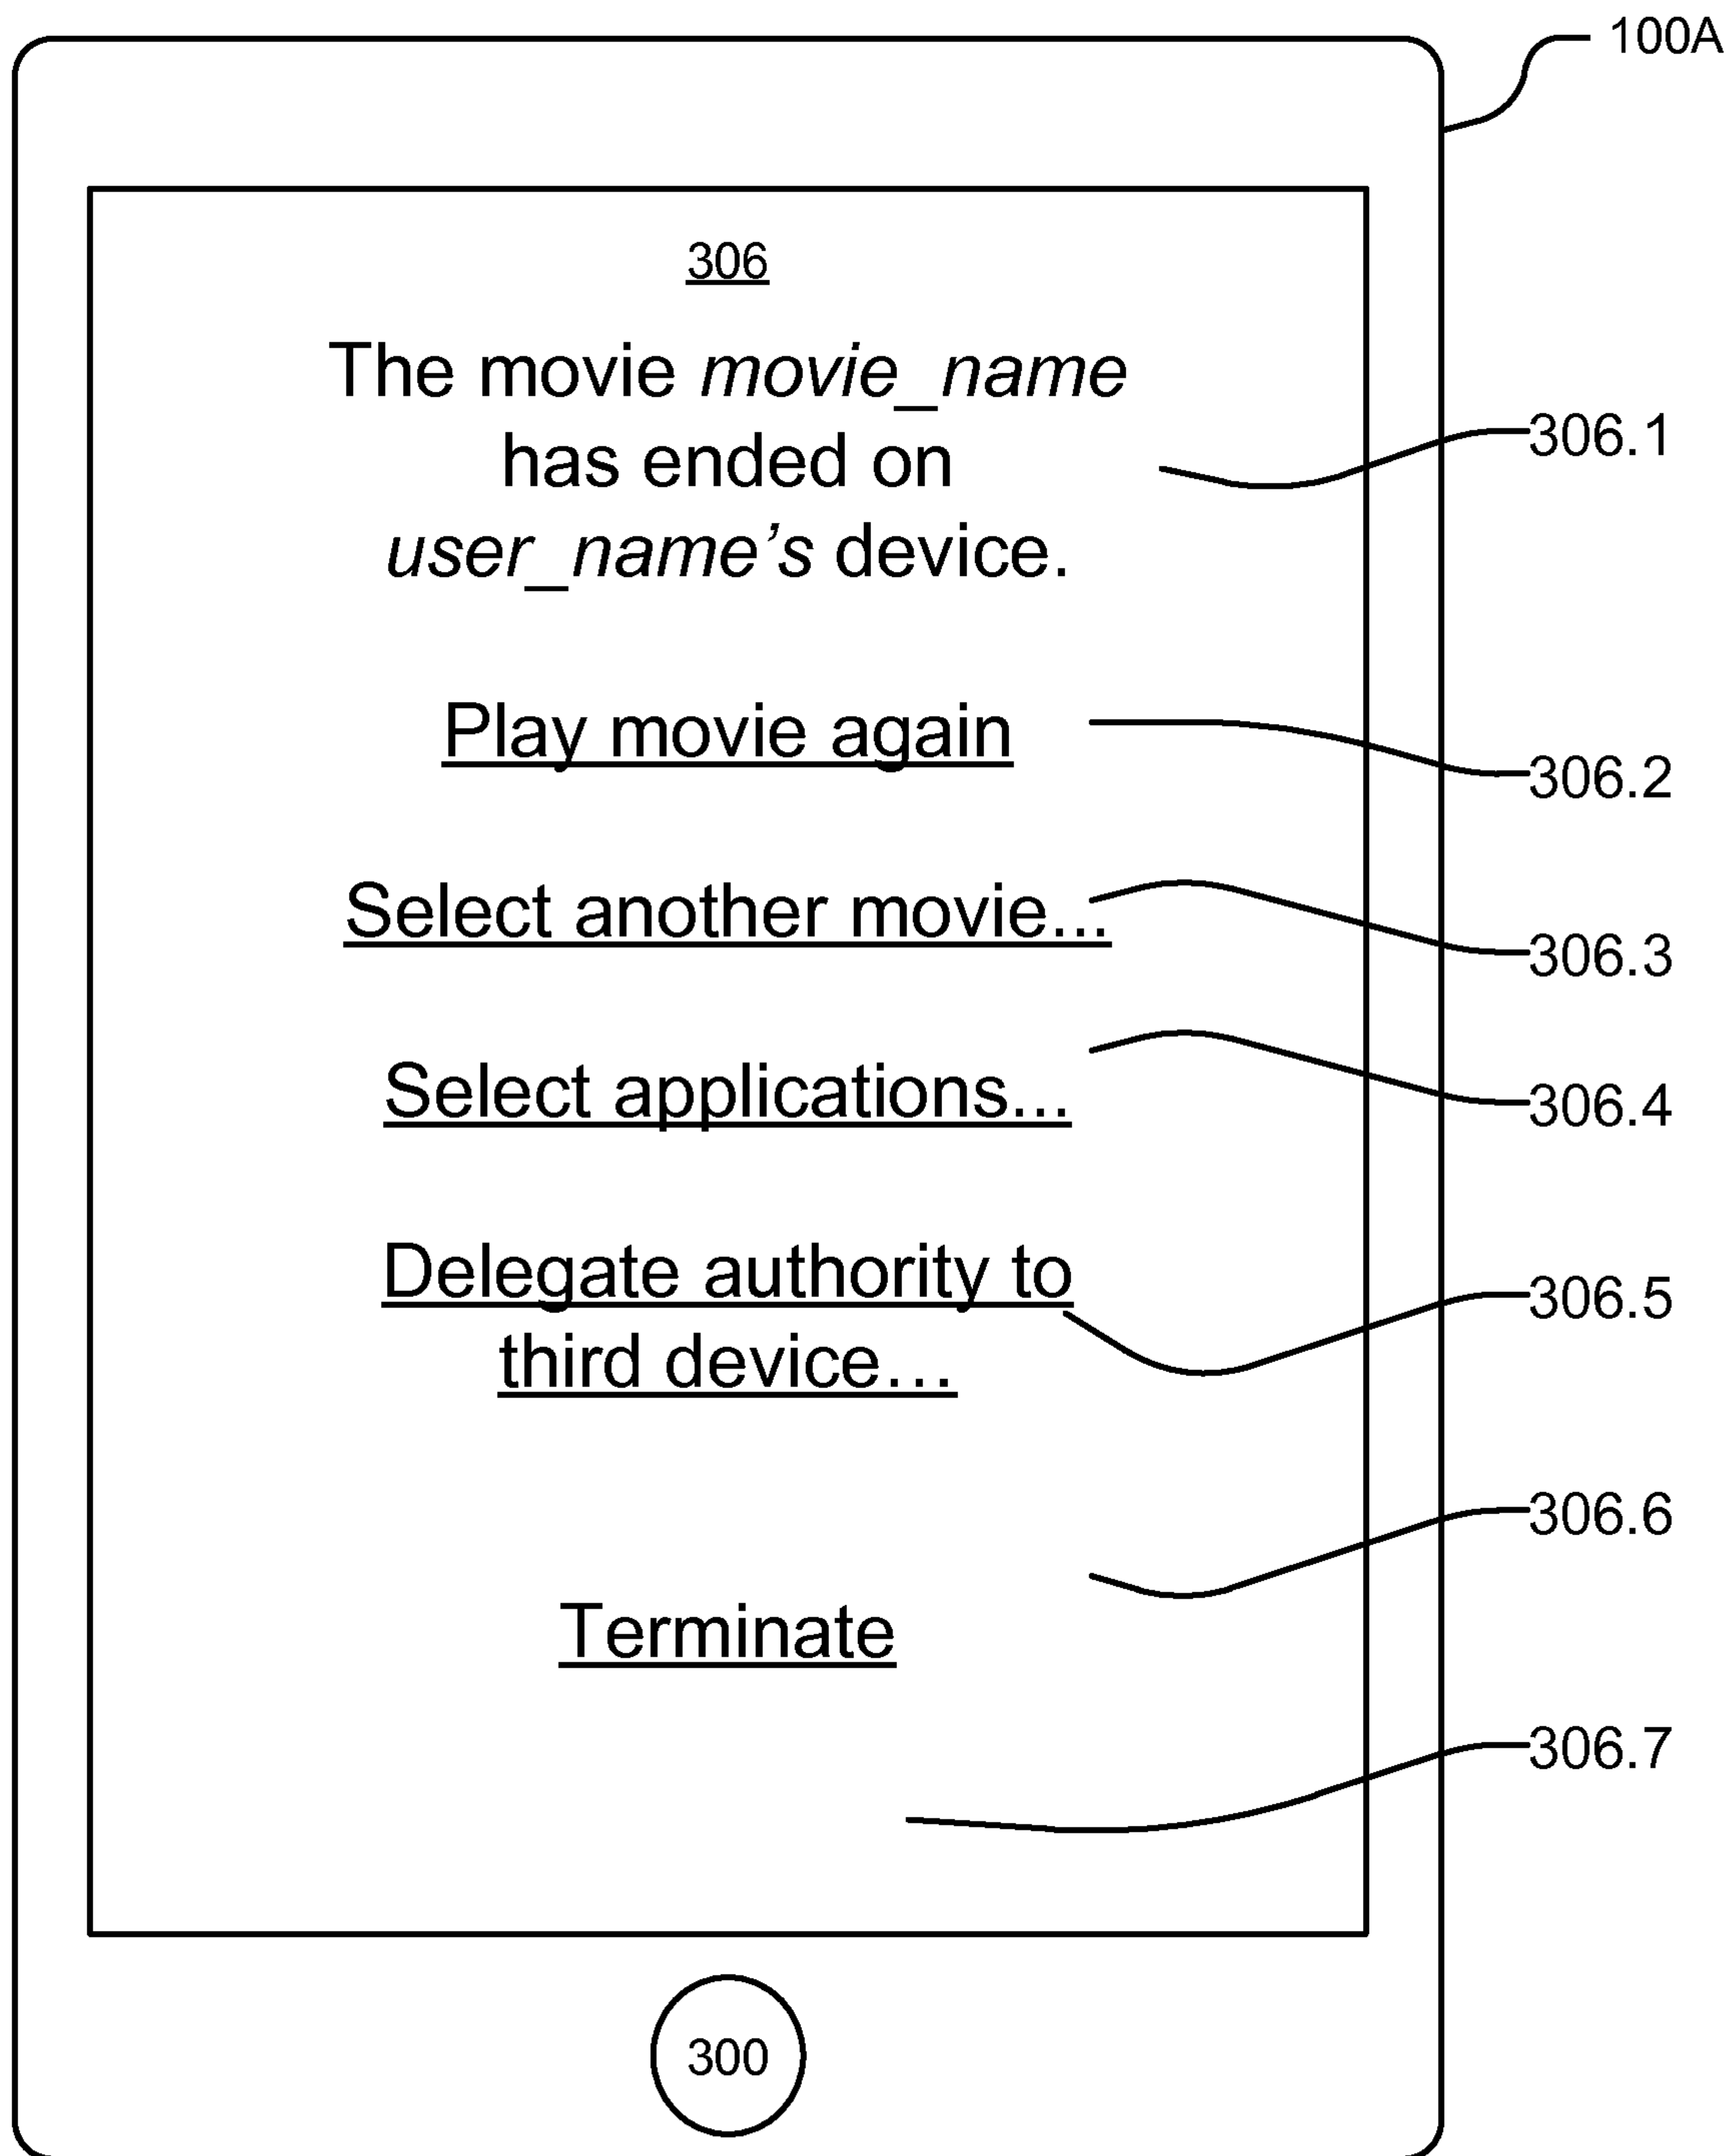 100A
306
The movie movie_name
has ended on
user_name’s device.
306.1
Play movie again
306.2
Select another movie...
306.3
Select applications...
306.4
Delegate authority to
third device…
306.5
306.6
Terminate
306.7
300